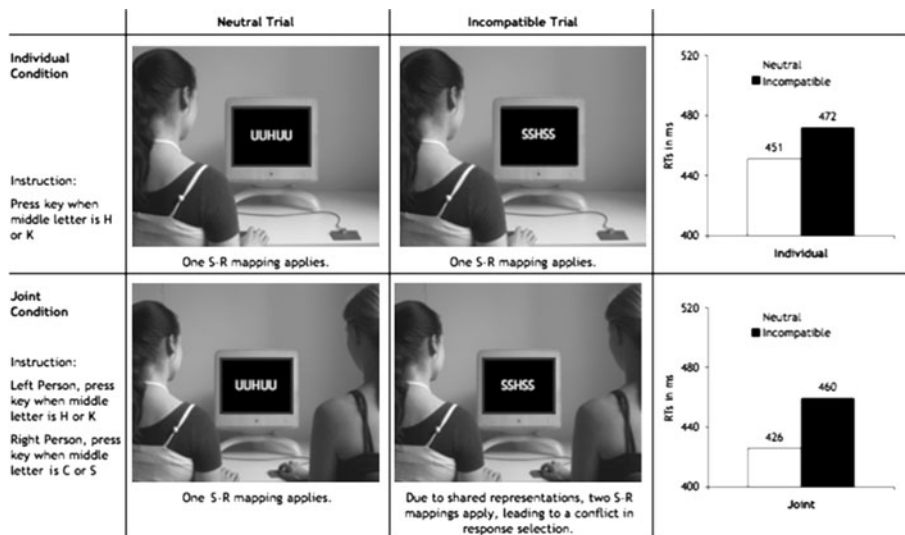 Neutral Trial
Incompatible Trial
Individual
Condition
Instruction:
Press key when
middle letter is H
or K
UUHUU
One S-R mapping applies.
SSHSS
One S-R mapping applies.
520
480
440
400
RTs in ms
Neutral
Incompatible
451
472
Individual
Joint
Condition
Instruction:
Left Person, press
key when middle
letter is H or K
Right Person, press
key when middle
letter is C or S
UUHUU
One S-R mapping applies.
SSHSS
Due to shared representations, two S-R
mappings apply, leading to a conflict in
response selection.
520
480
440
400
RTs in ms
Neutral
Incompatible
426
460
Joint